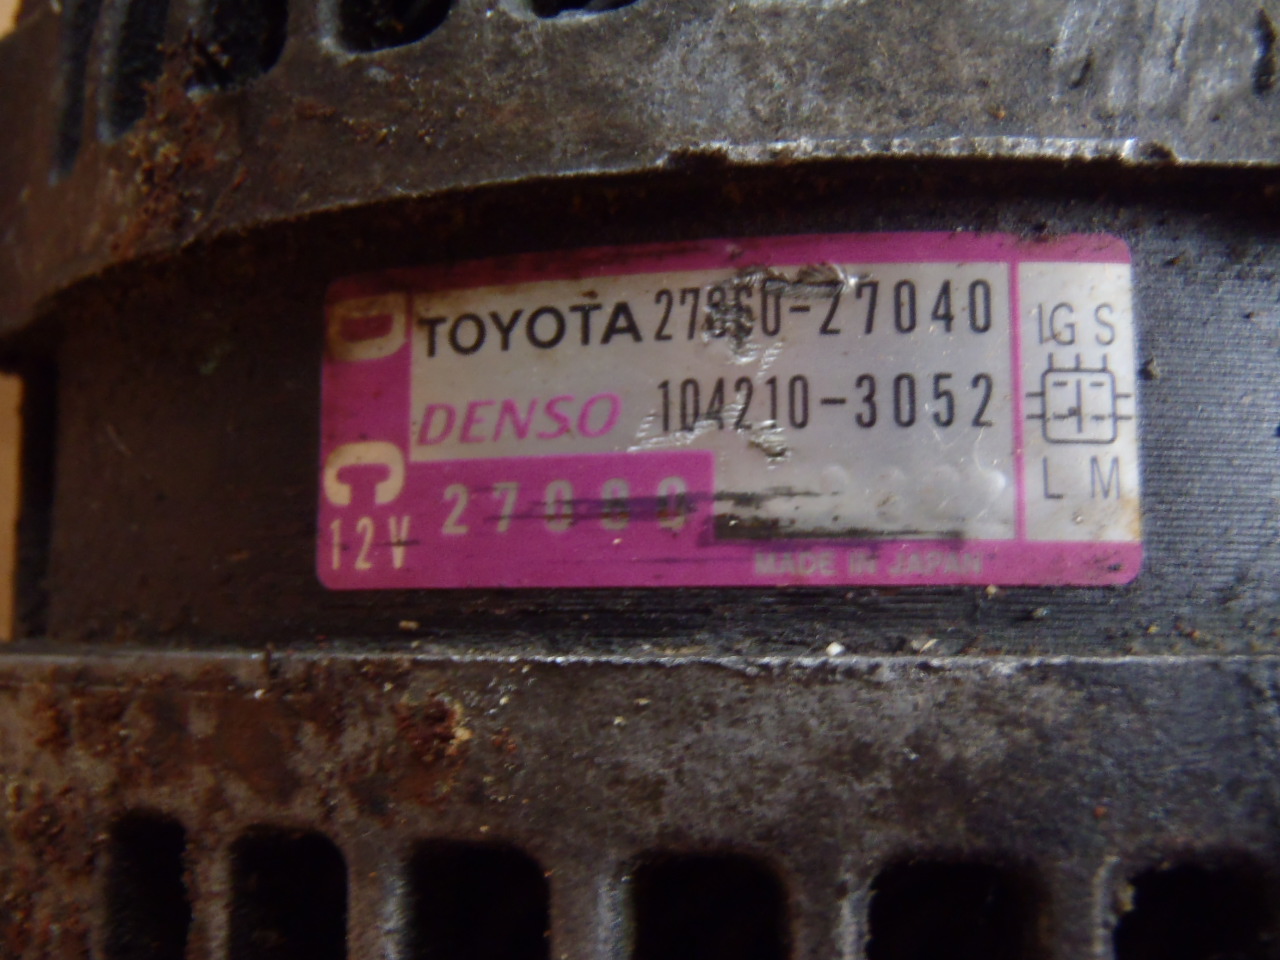 TOYOTA 27060-27040
DENSO 104210-3052
D C
12V
27060
IG S
L M
MADE IN JAPAN